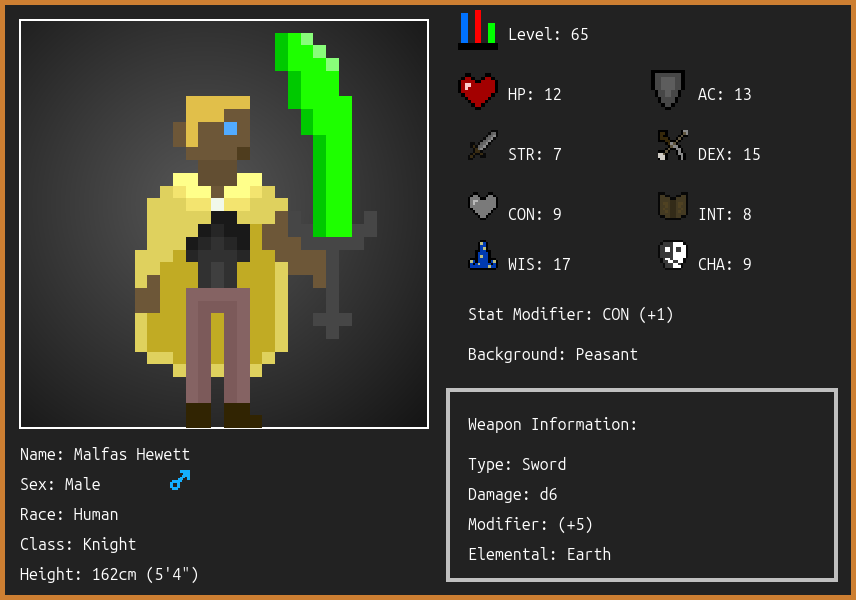 Level: 65
HP: 12
AC: 13
STR: 7
DEX: 15
CON: 9
INT: 8
WIS: 17
CHA: 9
Stat Modifier: CON (+1)
Background: Peasant
Weapon Information:
Type: Sword
Damage: d6
Modifier: (+5)
Elemental: Earth
Name: Malfas Hewett
Sex: Male
Race: Human
Class: Knight
Height: 162cm (5'4")